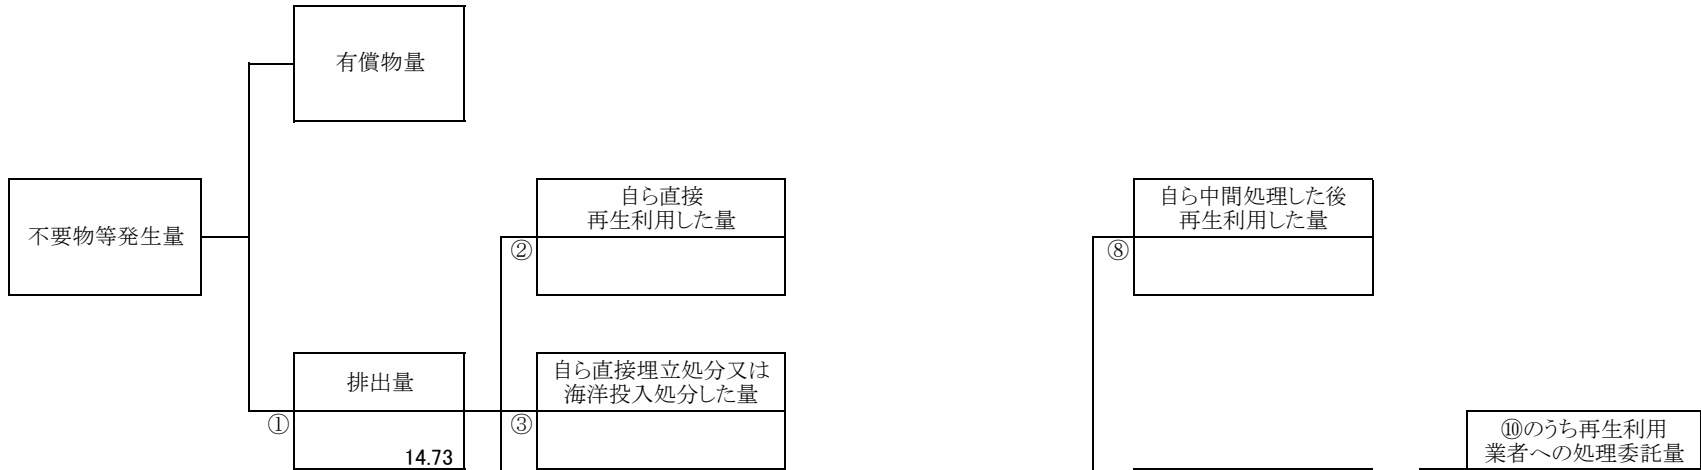 有償物量
不要物等発生量
自ら直接
再生利用した量
②
自ら中間処理した後
再生利用した量
⑧
排出量
①
14.73
自ら直接埋立処分又は
海洋投入処分した量
③
⑩のうち再生利用
業者への処理委託量